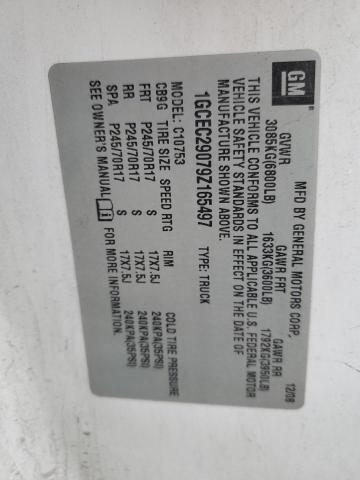 GM MFD BY GENERAL MOTORS CORP. 12/08
GVWR GAWR FRT GAWR RR
3085KG(6800LB) 1633KG(3600LB) 1792KG(3950LB)
THIS VEHICLE CONFORMS TO ALL APPLICABLE U.S. FEDERAL MOTOR
VEHICLE SAFETY STANDARDS IN EFFECT ON THE DATE OF
MANUFACTURE SHOWN ABOVE.
1GCEC29079Z165497 TYPE: TRUCK
MODEL: C10753
CB9G TIRE SIZE SPEED RTG RIM COLD TIRE PRESSURE
FRT P245/70R17 S 17X7.5J 240KPA(35PSI)
RR P245/70R17 S 17X7.5J 240KPA(35PSI)
SPA P245/70R17 S 17X7.5J 240KPA(35PSI)
SEE OWNER'S MANUAL FOR MORE INFORMATION.